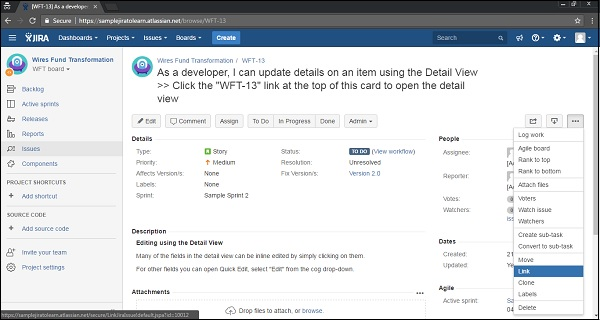 [WFT-13] As a developer,
Secure
https://samplejiratolearn.atlassian.net/browse/WFT-13
JIRA Dashboards Projects Issues Boards Create Search
Wires Fund Transformation
WFT board
Backlog
Active sprints
Releases
Reports
Issues
Components
PROJECT SHORTCUTS
+ Add shortcut
SOURCE CODE
+ Add source code
Invite your team
Project settings
Wires Fund Transformation / WFT-13
As a developer, I can update details on an item using the Detail View
>> Click the "WFT-13" link at the top of this card to open the detail
view
Edit Comment Assign To Do In Progress Done Admin
Details
Type: Story Status: TO DO (View workflow)
Priority: Medium Resolution: Unresolved
Affects Version/s: None Fix Version/s: Version 2.0
Labels: None
Sprint: Sample Sprint 2
Description
Editing using the Detail View
Many of the fields in the detail view can be inline edited by simply clicking on them.
For other fields you can open Quick Edit, select "Edit" from the cog drop-down.
Attachments
Drop files to attach, or browse.
People
Assignee:
Reporter:
Votes:
Watchers:
Dates
Created: 21
Updated: Ye
Agile
Active sprint: Sa
Log work
Agile board
Rank to top
Rank to bottom
Attach files
Voters
Watch issue
Watchers
Create sub-task
Convert to sub-task
Move
Link
Clone
Labels
Delete
https://samplejiratolearn.atlassian.net/secure/LinkJiraIssue!default.jspa?id=10012